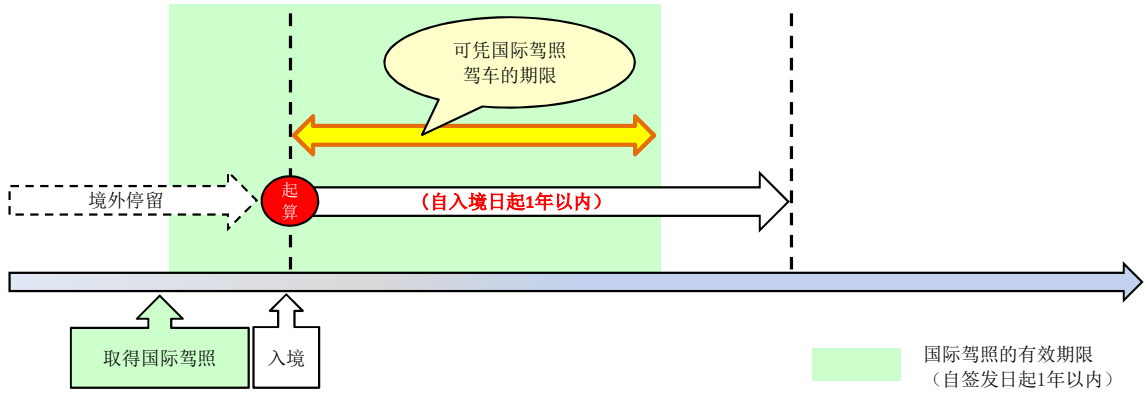 可凭国际驾照
驾车的期限
境外停留
起
算
（自入境日起1年以内）
取得国际驾照
入境
国际驾照的有效期限
（自签发日起1年以内）